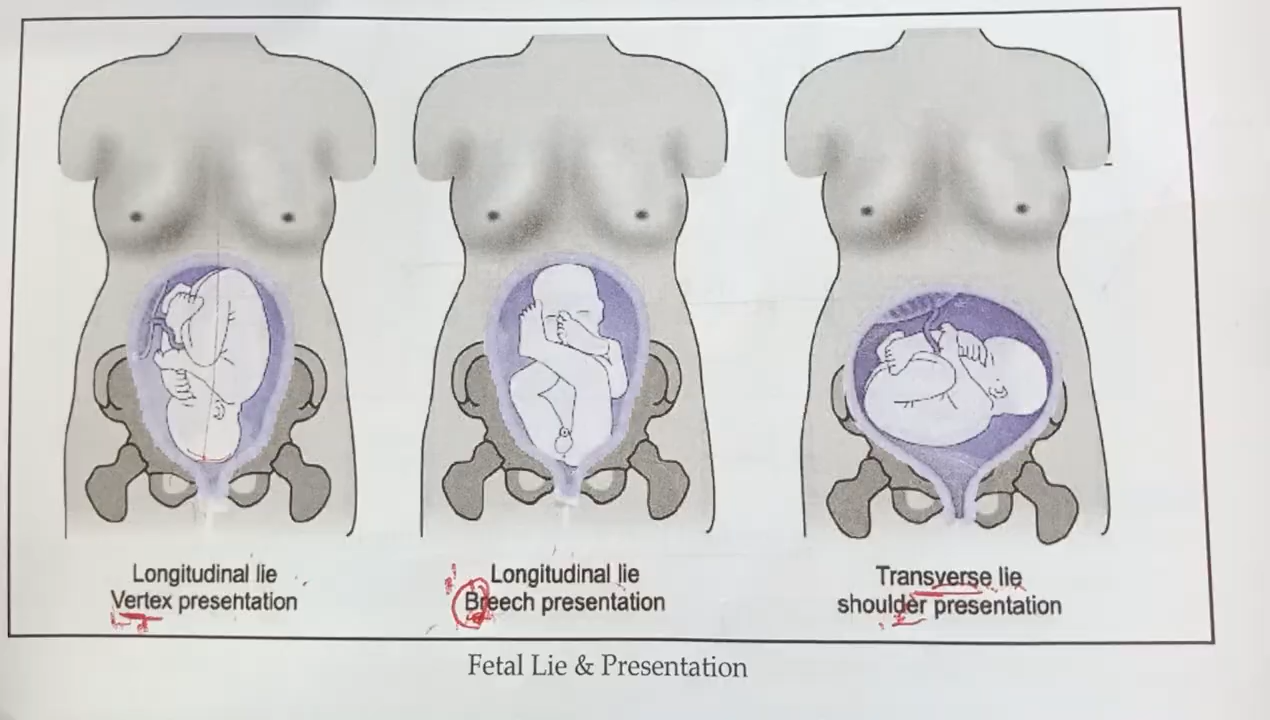 Longitudinal lie
Vertex presentation
Longitudinal lie
Breech presentation
Transverse lie
shoulder presentation
Fetal Lie & Presentation